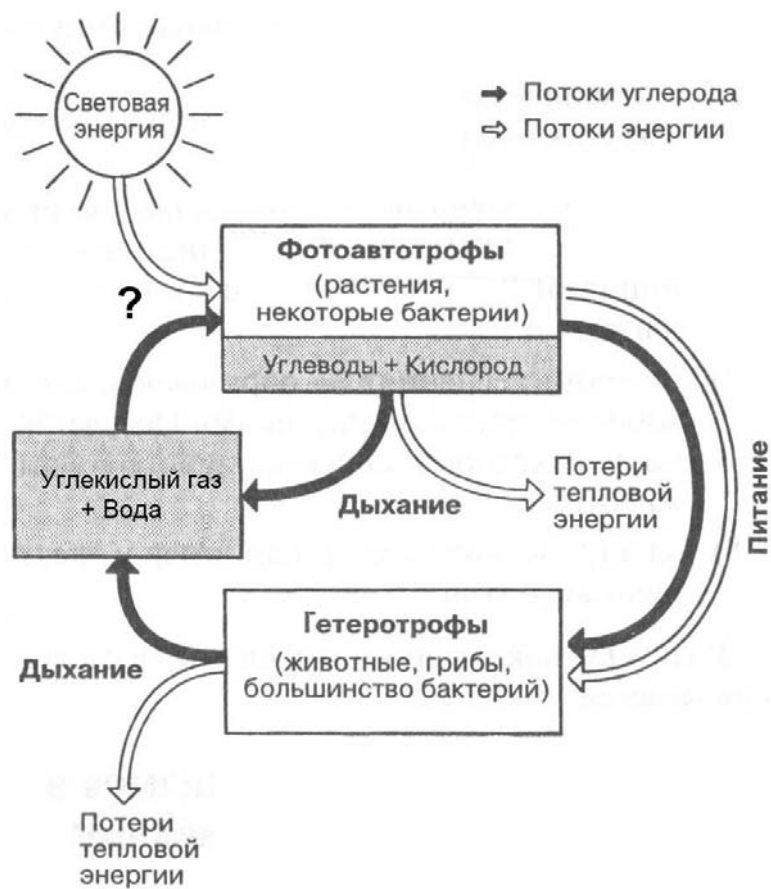 Световая
энергия
Потоки углерода
Потоки энергии
Фотоавтотрофы
(растения,
некоторые бактерии)
?
Углеводы + Кислород
Углекислый газ
+ Вода
Дыхание
Потери
тепловой
энергии
Питание
Гетеротрофы
(животные, грибы,
большинство бактерий)
Дыхание
Потери
тепловой
энергии